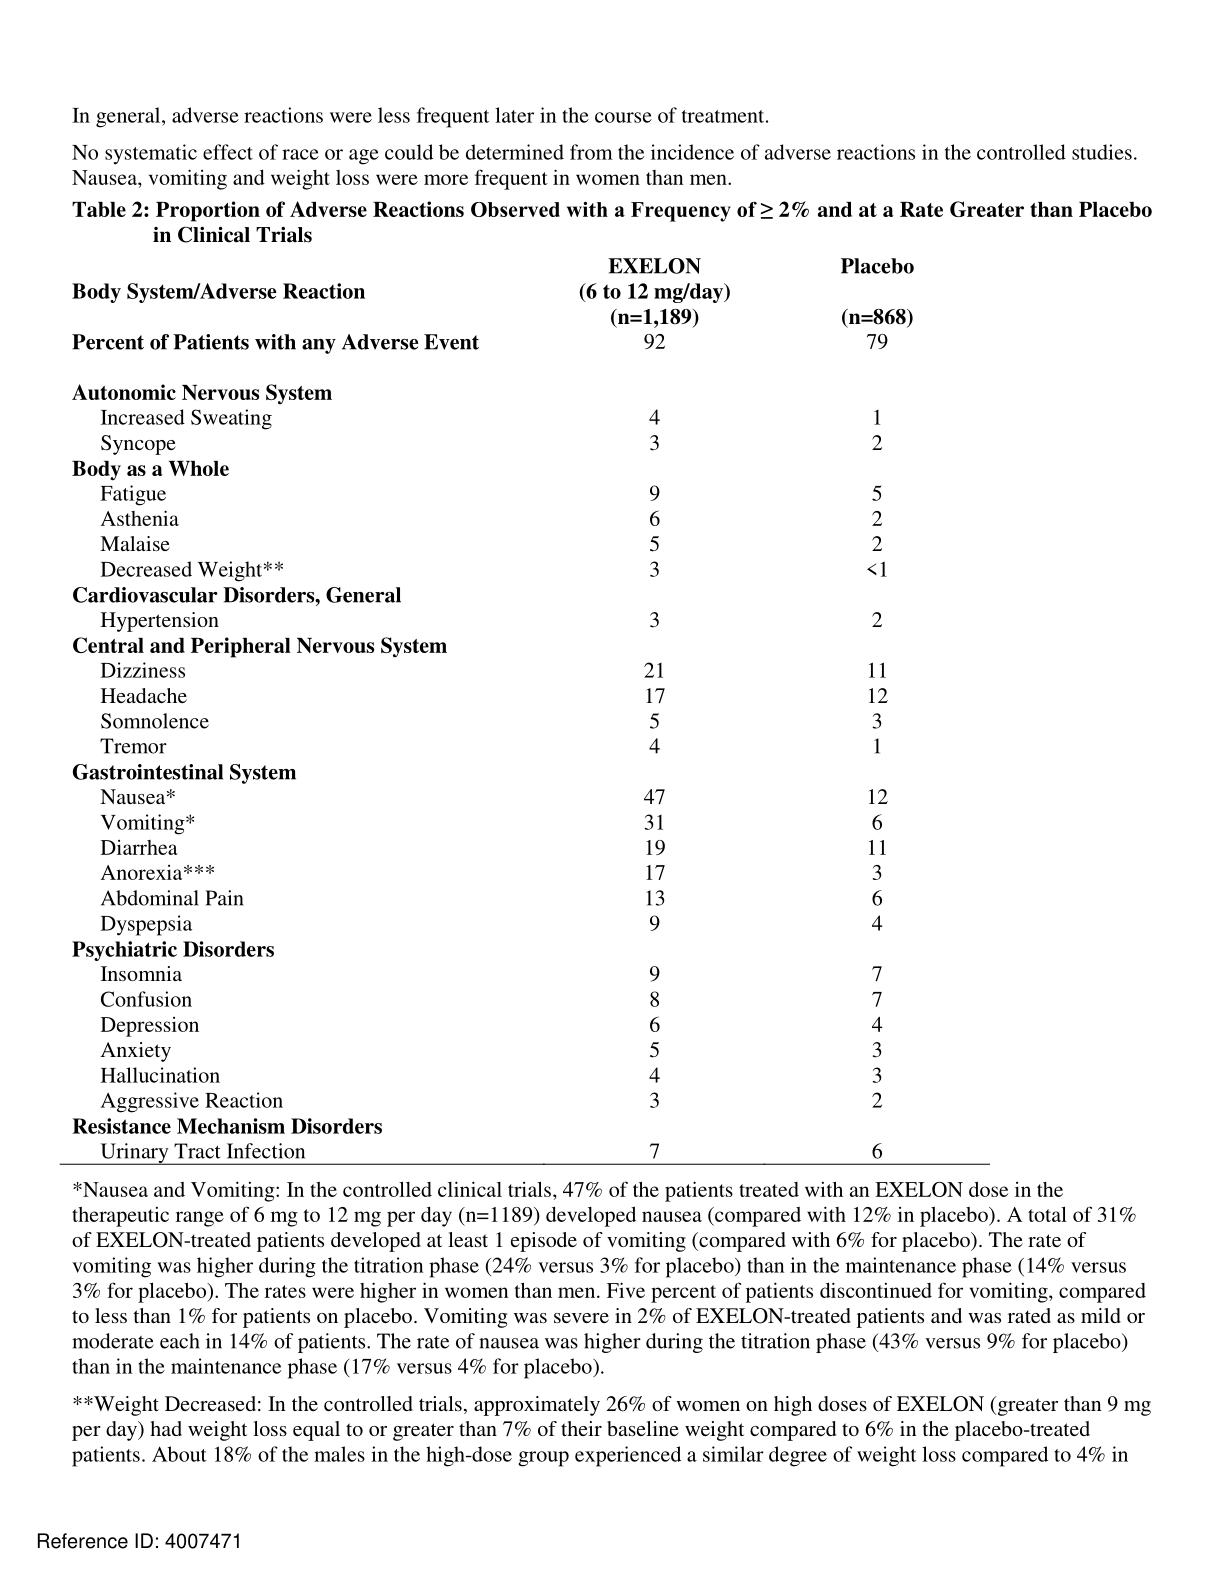 In general, adverse reactions were less frequent later in the course of treatment.
No systematic effect of race or age could be determined from the incidence of adverse reactions in the controlled studies.
Nausea, vomiting and weight loss were more frequent in women than men.
Table 2: Proportion of Adverse Reactions Observed with a Frequency of ≥ 2% and at a Rate Greater than Placebo
in Clinical Trials
EXELON Placebo
Body System/Adverse Reaction (6 to 12 mg/day)
(n=1,189) (n=868)
Percent of Patients with any Adverse Event 92 79
Autonomic Nervous System
Increased Sweating 4 1
Syncope 3 2
Body as a Whole
Fatigue 9 5
Asthenia 6 2
Malaise 5 2
Decreased Weight** 3 <1
Cardiovascular Disorders, General
Hypertension 3 2
Central and Peripheral Nervous System
Dizziness 21 11
Headache 17 12
Somnolence 5 3
Tremor 4 1
Gastrointestinal System
Nausea* 47 12
Vomiting* 31 6
Diarrhea 19 11
Anorexia*** 17 3
Abdominal Pain 13 6
Dyspepsia 9 4
Psychiatric Disorders
Insomnia 9 7
Confusion 8 7
Depression 6 4
Anxiety 5 3
Hallucination 4 3
Aggressive Reaction 3 2
Resistance Mechanism Disorders
Urinary Tract Infection 7 6
*Nausea and Vomiting: In the controlled clinical trials, 47% of the patients treated with an EXELON dose in the
therapeutic range of 6 mg to 12 mg per day (n=1189) developed nausea (compared with 12% in placebo). A total of 31%
of EXELON-treated patients developed at least 1 episode of vomiting (compared with 6% for placebo). The rate of
vomiting was higher during the titration phase (24% versus 3% for placebo) than in the maintenance phase (14% versus
3% for placebo). The rates were higher in women than men. Five percent of patients discontinued for vomiting, compared
to less than 1% for patients on placebo. Vomiting was severe in 2% of EXELON-treated patients and was rated as mild or
moderate each in 14% of patients. The rate of nausea was higher during the titration phase (43% versus 9% for placebo)
than in the maintenance phase (17% versus 4% for placebo).
**Weight Decreased: In the controlled trials, approximately 26% of women on high doses of EXELON (greater than 9 mg
per day) had weight loss equal to or greater than 7% of their baseline weight compared to 6% in the placebo-treated
patients. About 18% of the males in the high-dose group experienced a similar degree of weight loss compared to 4% in
Reference ID: 4007471